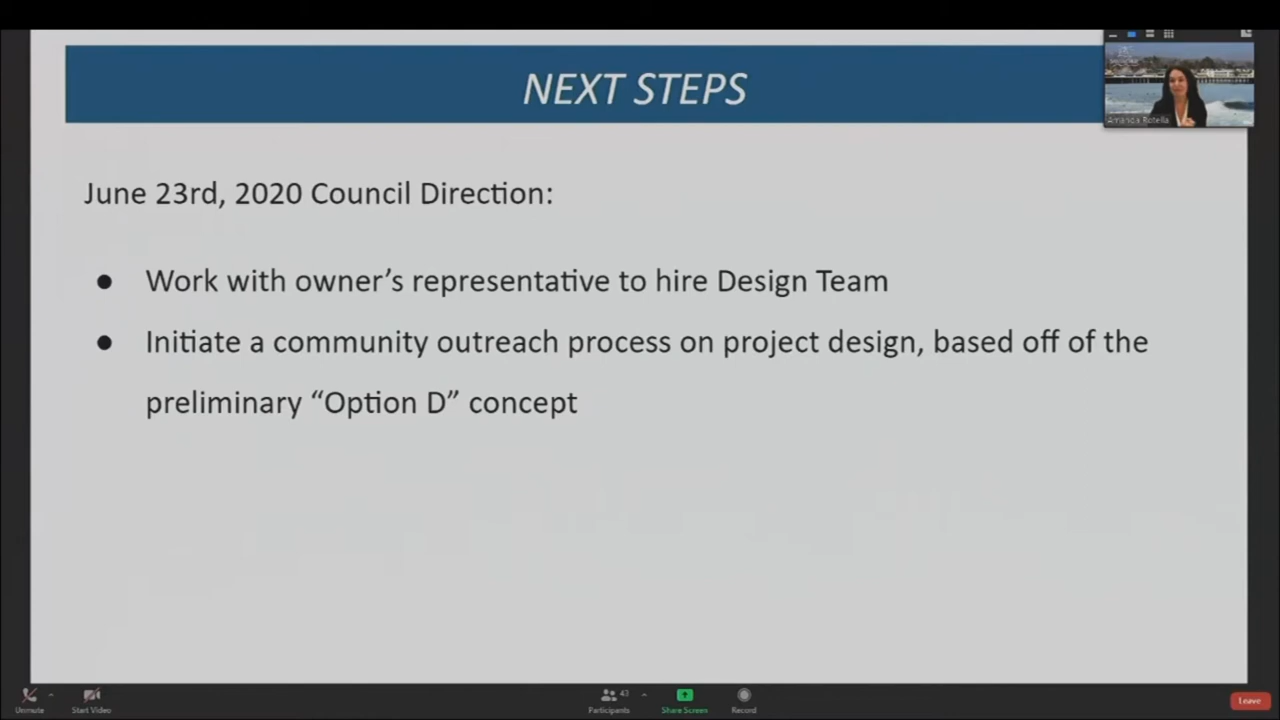 NEXT STEPS
Amanda Rotella
June 23rd, 2020 Council Direction:
● Work with owner's representative to hire Design Team
● Initiate a community outreach process on project design, based off of the
preliminary “Option D” concept
Unmute
Start Video
43
Participants
Share Screen
Record
Leave